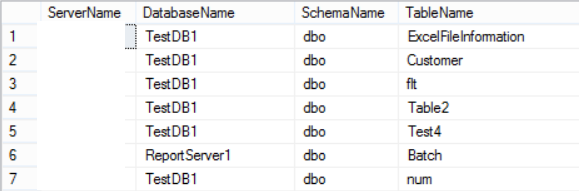 ServerName DatabaseName SchemaName TableName
1 TestDB1 dbo ExcelFileInformation
2 TestDB1 dbo Customer
3 TestDB1 dbo flt
4 TestDB1 dbo Table2
5 TestDB1 dbo Test4
6 ReportServer1 dbo Batch
7 TestDB1 dbo num